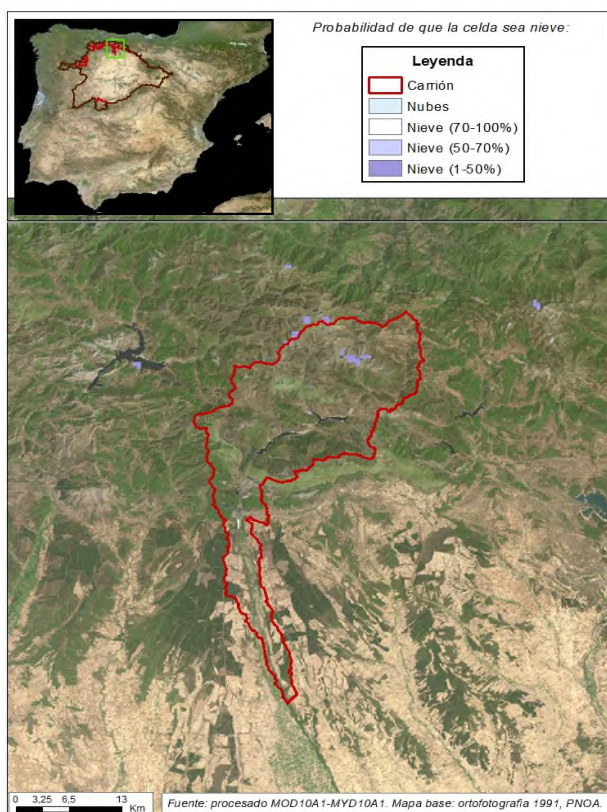 Probabilidad de que la celda sea nieve:
Leyenda
Carrión
Nubes
Nieve (70-100%)
Nieve (50-70%)
Nieve (1-50%)
0 3,25 6,5 13
Km
Fuente: procesado MOD10A1-MYD10A1. Mapa base: ortofotografia 1991, PNOA